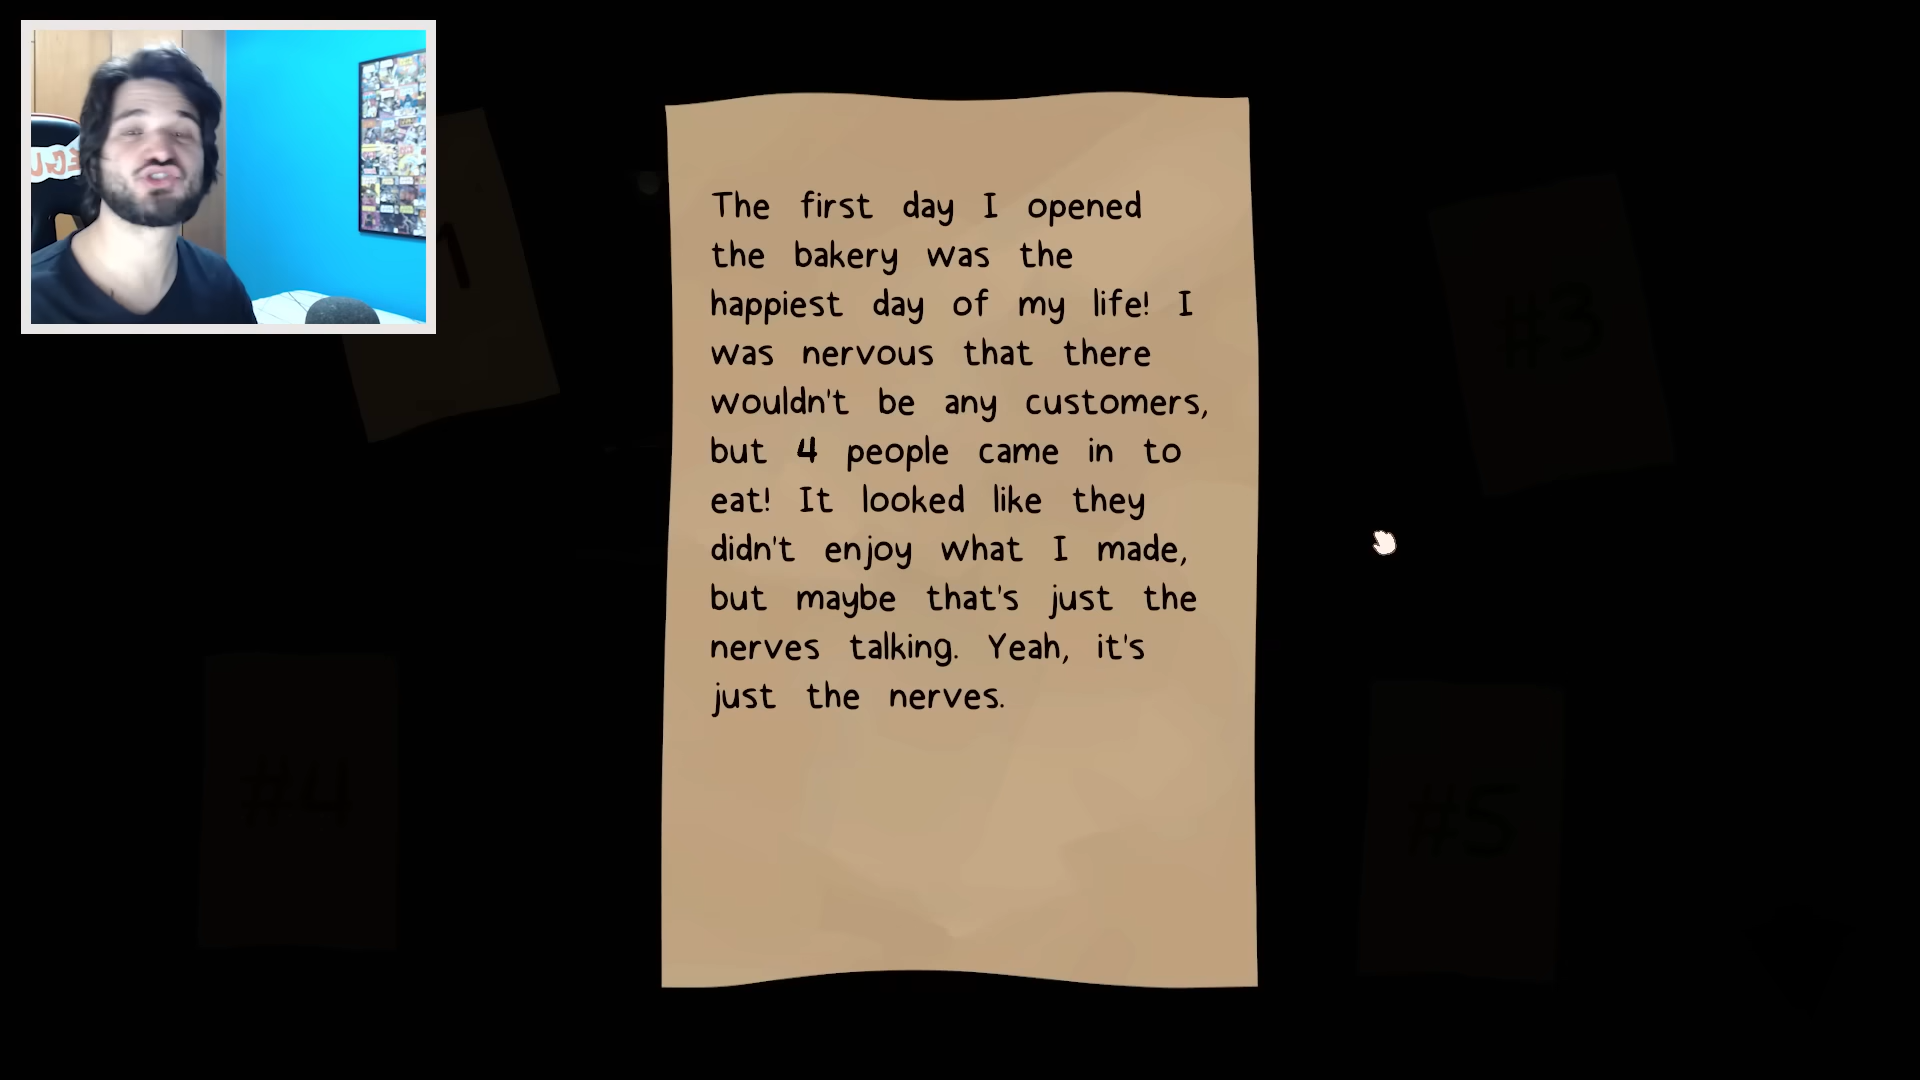 The first day I opened
the bakery was the
happiest day of my life! I
was nervous that there
wouldn't be any customers,
but 4 people came in to
eat! It looked like they
didn't enjoy what I made,
but maybe that's just the
nerves talking. Yeah, it's
just the nerves.
#3
#4
#5